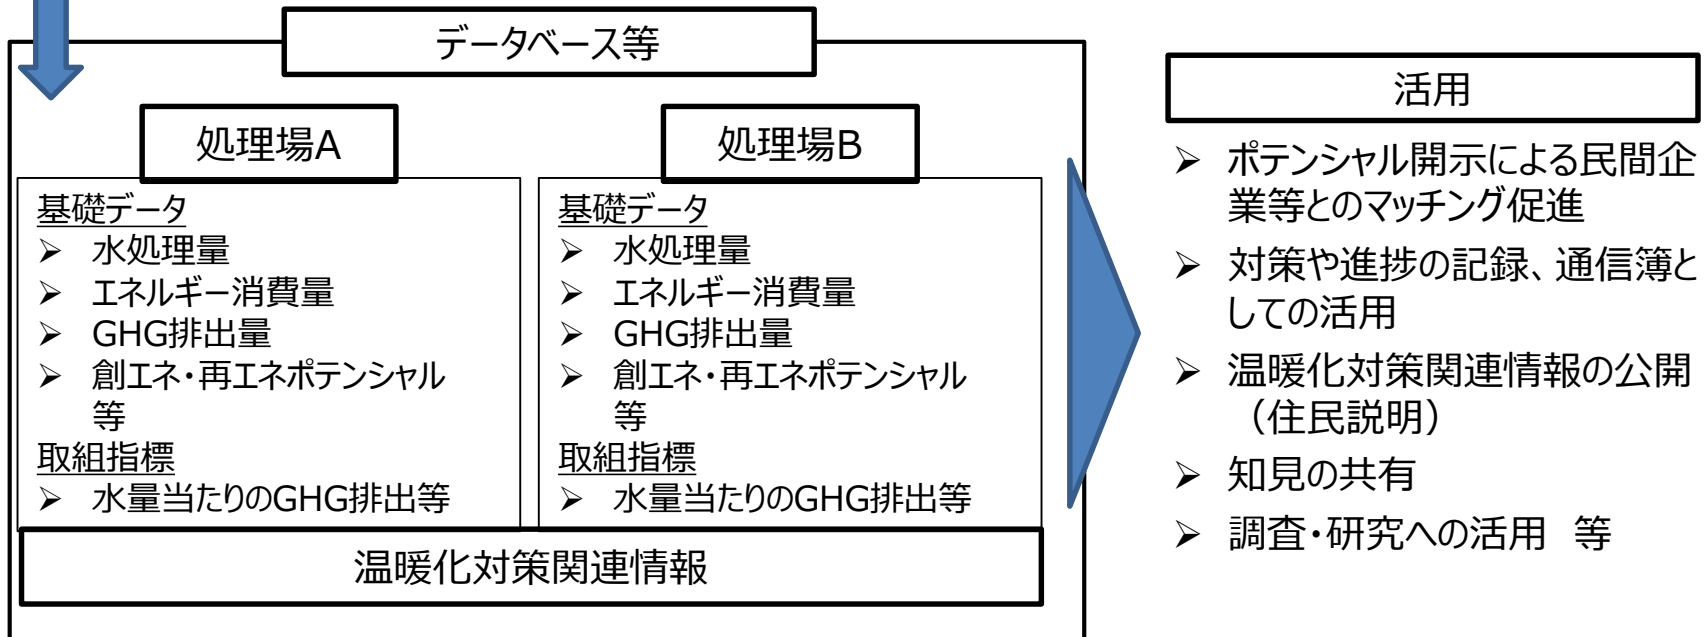 データベース等
処理場A
基礎データ
➢ 水処理量
➢ エネルギー消費量
➢ GHG排出量
➢ 創エネ・再エネポテンシャル
等
取組指標
➢ 水量当たりのGHG排出等
処理場B
基礎データ
➢ 水処理量
➢ エネルギー消費量
➢ GHG排出量
➢ 創エネ・再エネポテンシャル
等
取組指標
➢ 水量当たりのGHG排出等
温暖化対策関連情報
活用
➢ ポテンシャル開示による民間企
業等とのマッチング促進
➢ 対策や進捗の記録、通信簿と
しての活用
➢ 温暖化対策関連情報の公開
（住民説明）
➢ 知見の共有
➢ 調査・研究への活用　等